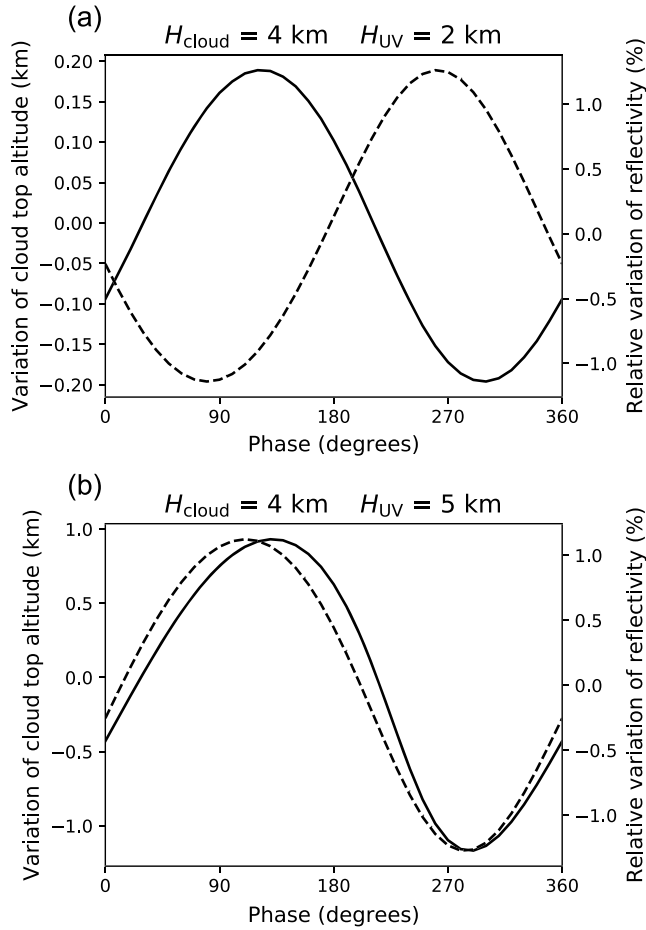 (a)
H_cloud = 4 km H_UV = 2 km
Variation of cloud top altitude (km)
0.20
0.15
0.10
0.05
0.00
−0.05
−0.10
−0.15
−0.20
1.0
0.5
0.0
−0.5
−1.0
Relative variation of reflectivity (%)
0 90 180 270 360
Phase (degrees)
(b)
H_cloud = 4 km H_UV = 5 km
Variation of cloud top altitude (km)
1.0
0.5
0.0
−0.5
−1.0
1.0
0.5
0.0
−0.5
−1.0
Relative variation of reflectivity (%)
0 90 180 270 360
Phase (degrees)